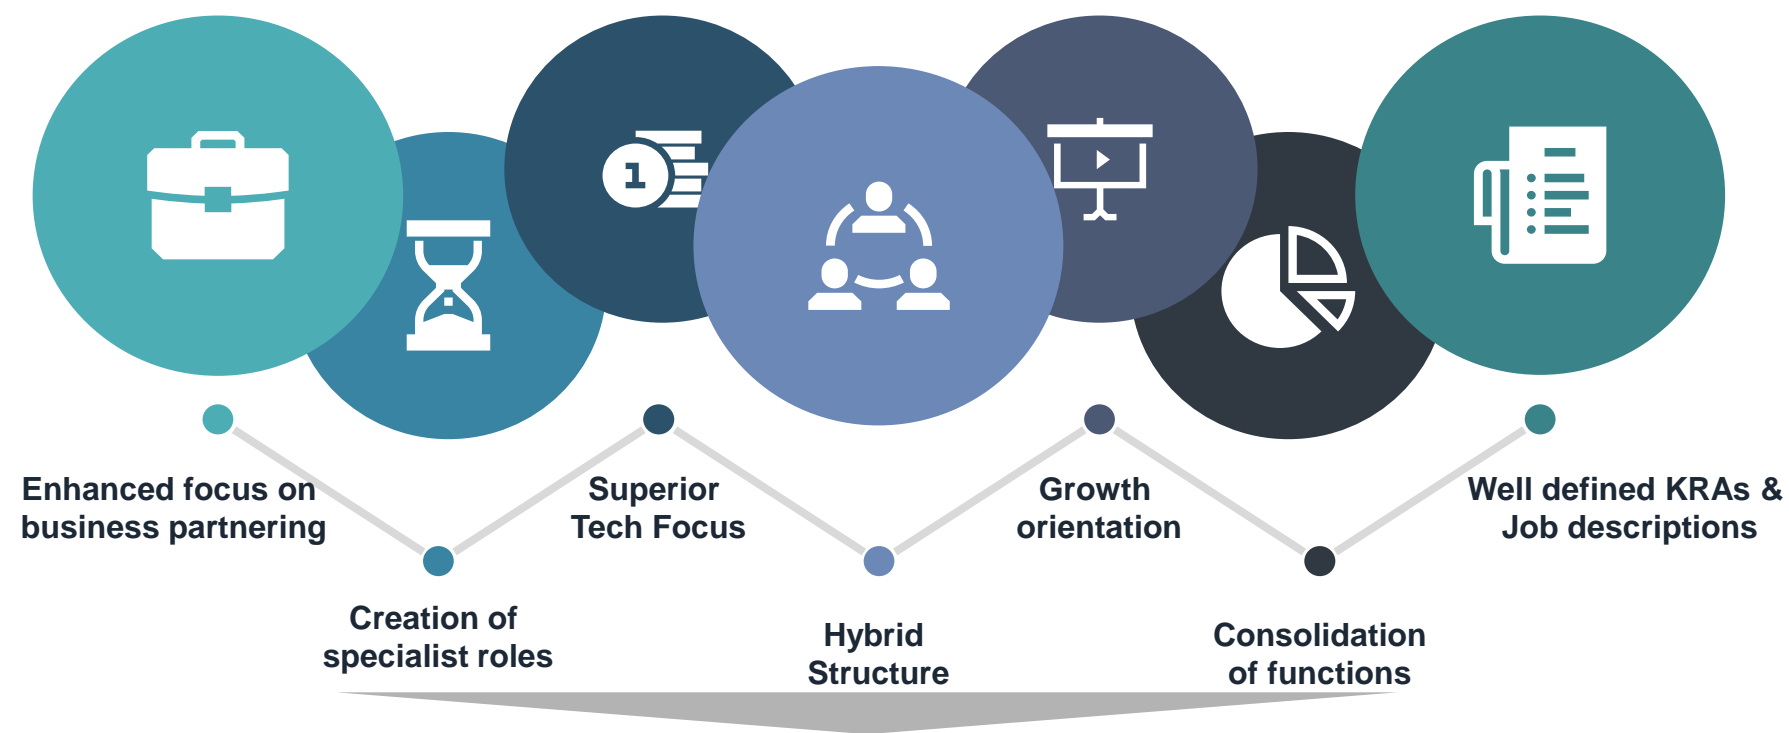 1
Enhanced focus on
business partnering
Creation of
specialist roles
Superior
Tech Focus
Hybrid
Structure
Growth
orientation
Consolidation
of functions
Well defined KRAs &
Job descriptions